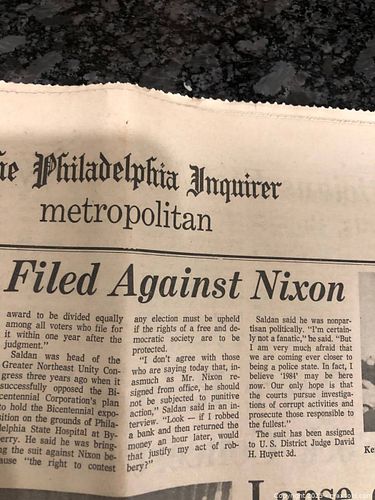 The Philadelphia Inquirer
metropolitan
Filed Against Nixon
award to be divided equally
among all voters who file for
it within one year after the
judgment."
Saldan was head of the
Greater Northeast Unity Con-
gress three years ago when it
successfully opposed the Bi-
centennial Corporation's plan
to hold the Bicentennial expo-
sition on the grounds of Phila-
delphia State Hospital at By-
berry. He said he was bring-
ing the suit against Nixon be-
cause "the right to contest
any election must be upheld
if the rights of a free and de-
mocratic society are to be
protected.
"I don't agree with those
who are saying today that, in-
asmuch as Mr. Nixon re-
signed from office, he should
not be subjected to punitive
action," Saldan said in an in-
terview. "Look — if I robbed
a bank and then returned the
money an hour later, would
that justify my act of rob-
bery?"
Saldan said he was nonpar-
tisan politically. "I'm certain-
ly not a fanatic," he said. "But
I am very much afraid that
we are coming ever closer to
being a police state. In fact, I
believe '1984' may be here
now. Our only hope is that
the courts pursue investiga-
tions of corrupt activities and
prosecute those responsible to
the fullest."
The suit has been assigned
to U. S. District Judge David
H. Huyett 3d.
Ke